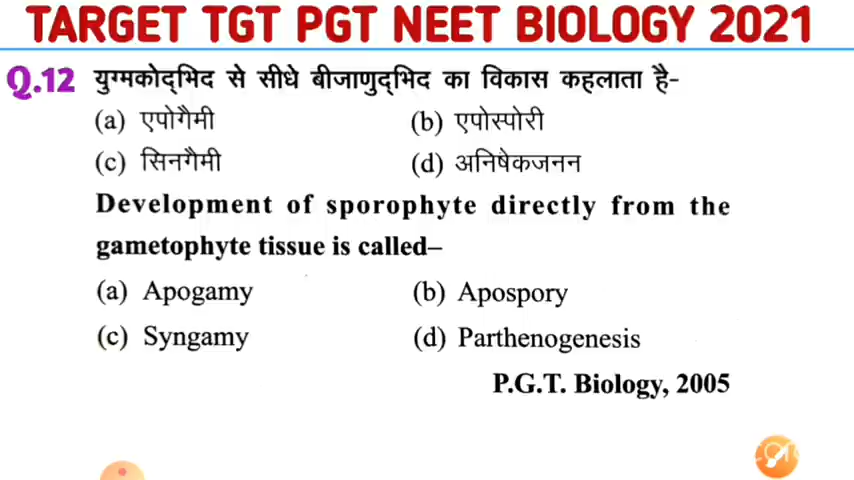 TARGET TGT PGT NEET BIOLOGY 2021
Q.12 युग्मकोद्भिद से सीधे बीजाणुद्भिद का विकास कहलाता है-
(a) एपोगैमी (b) एपोस्पोरी
(c) सिनगैमी (d) अनिषेकजनन
Development of sporophyte directly from the
gametophyte tissue is called–
(a) Apogamy (b) Apospory
(c) Syngamy (d) Parthenogenesis
P.G.T. Biology, 2005